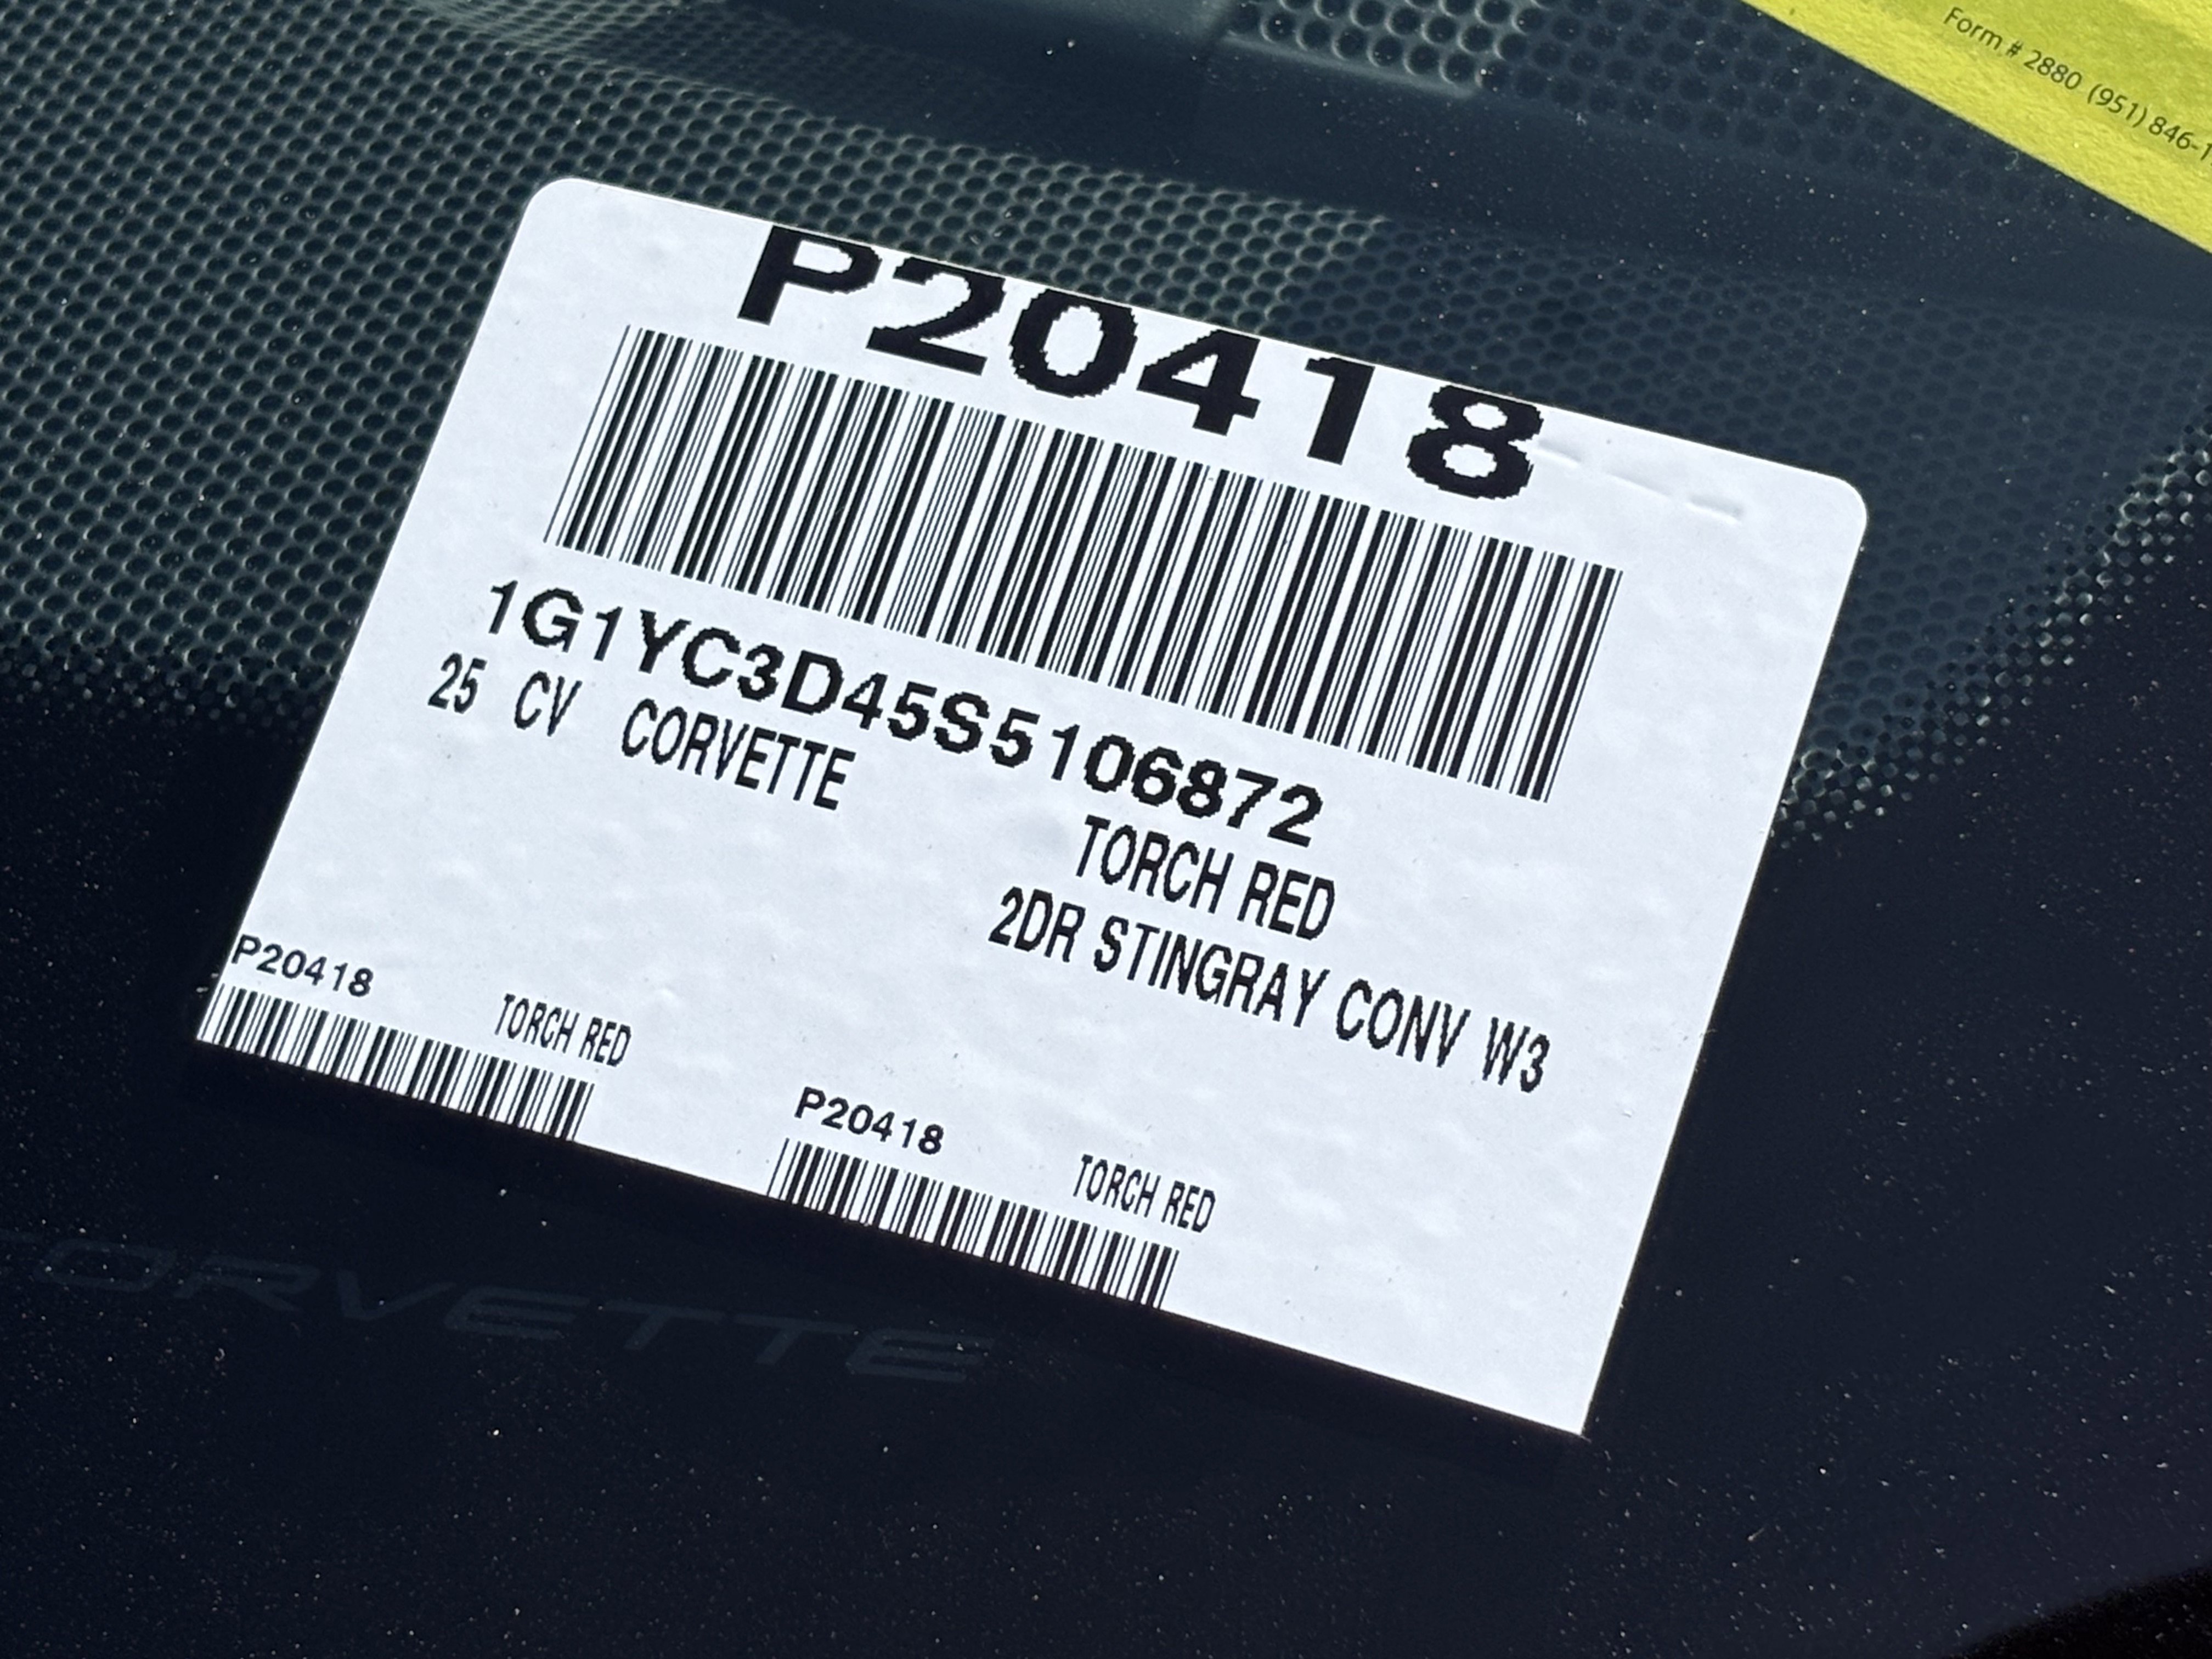 Form # 2880 (951) 846-1
P20418
1G1YC3D45S5106872
25 CV CORVETTE
TORCH RED
2DR STINGRAY CONV W3
P20418
TORCH RED
P20418
TORCH RED
ORVETTE